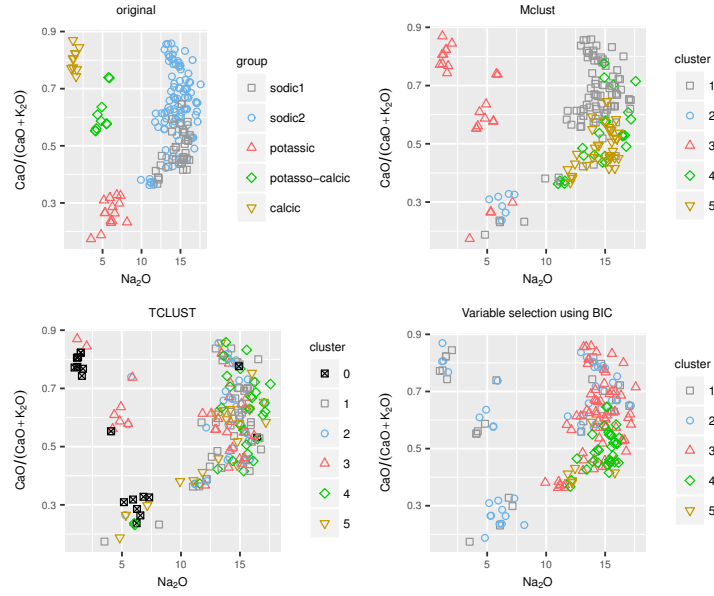 original
CaO/(CaO+K2O)
0.9
0.7
0.5
0.3
5
10
15
Na2O
group
sodic1
sodic2
potassic
potasso−calcic
calcic
Mclust
CaO/(CaO+K2O)
0.9
0.7
0.5
0.3
5
10
15
Na2O
cluster
1
2
3
4
5
TCLUST
CaO/(CaO+K2O)
0.9
0.7
0.5
0.3
5
10
15
Na2O
cluster
0
1
2
3
4
5
Variable selection using BIC
CaO/(CaO+K2O)
0.9
0.7
0.5
0.3
5
10
15
Na2O
cluster
1
2
3
4
5